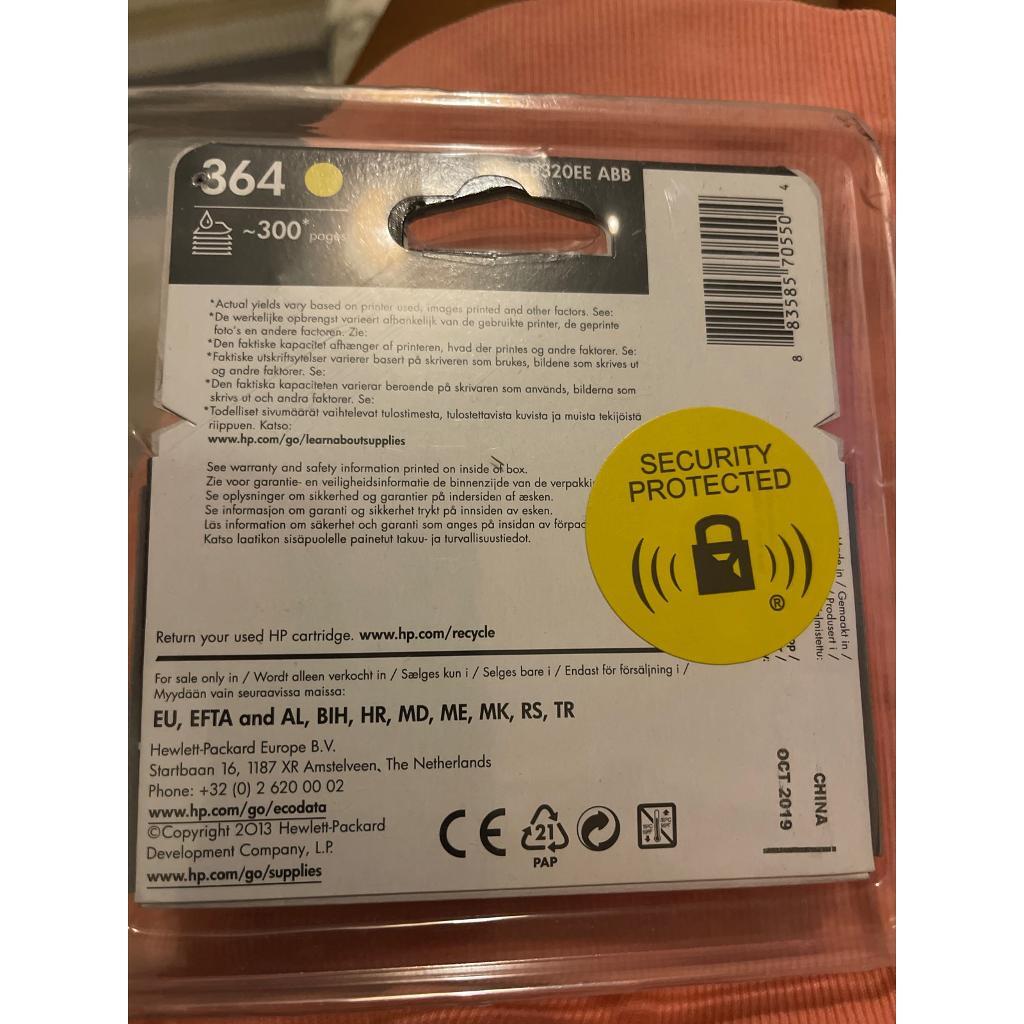 364
CB320EE ABB
~300* pages
4
8 83585 70550
*Actual yields vary based on printer used, images printed and other factors. See:
*De werkelijke opbrengst varieert afhankelijk van de gebruikte printer, de geprinte
foto's en andere factoren. Zie:
*Den faktiske kapacitet afhænger af printeren, hvad der printes og andre faktorer. Se:
*Faktiske utskriftsytelser varierer basert på skriveren som brukes, bildene som skrives ut
og andre faktorer. Se:
*Den faktiska kapaciteten varierar beroende på skrivaren som används, bilderna som
skrivs ut och andra faktorer. Se:
*Todelliset sivumäärät vaihtelevat tulostimesta, tulostettavista kuvista ja muista tekijöistä
riippuen. Katso:
www.hp.com/go/learnaboutsupplies
See warranty and safety information printed on inside of box.
Zie voor garantie- en veiligheidsinformatie de binnenzijde van de verpakki
Se oplysninger om sikkerhed og garantier på indersiden af æsken.
Se informasjon om garanti og sikkerhet trykt på innsiden av esken.
Läs information om säkerhet och garanti som anges på insidan av förpac
Katso laatikon sisäpuolelle painetut takuu- ja turvallisuustiedot.
SECURITY
PROTECTED
®
Made in / Gemaakt in /
/ Produsert i /
almistettu:
Return your used HP cartridge. www.hp.com/recycle
For sale only in / Wordt alleen verkocht in / Sælges kun i / Selges bare i / Endast för försäljning i /
Myydään vain seuraavissa maissa:
EU, EFTA and AL, BIH, HR, MD, ME, MK, RS, TR
Hewlett-Packard Europe B.V.
Startbaan 16, 1187 XR Amstelveen, The Netherlands
Phone: +32 (0) 2 620 00 02
www.hp.com/go/ecodata
©Copyright 2013 Hewlett-Packard
Development Company, L.P.
www.hp.com/go/supplies
CE
21
PAP
CHINA
OCT 2019